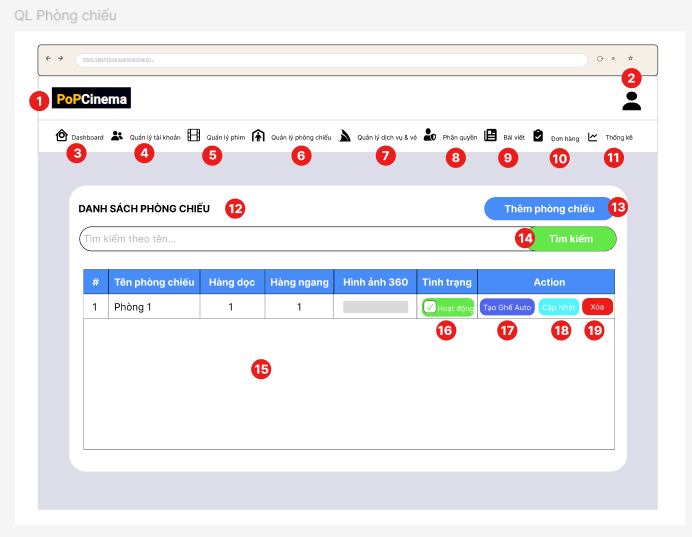 QL Phòng chiếu
2
1 PoPCinema
Dashboard Quản lý tài khoản Quản lý phim Quản lý phòng chiếu Quản lý dịch vụ & vé Phân quyền Bài viết Đơn hàng Thống kê
3 4 5 6 7 8 9 10 11
DANH SÁCH PHÒNG CHIẾU 12 Thêm phòng chiếu 13
Tìm kiếm theo tên... 14 Tìm kiếm
# Tên phòng chiếu Hàng dọc Hàng ngang Hình ảnh 360 Tình trạng Action
1 Phòng 1 1 1 Hoạt động Tạo Ghế Auto Cập Nhật Xóa
16 17 18 19
15